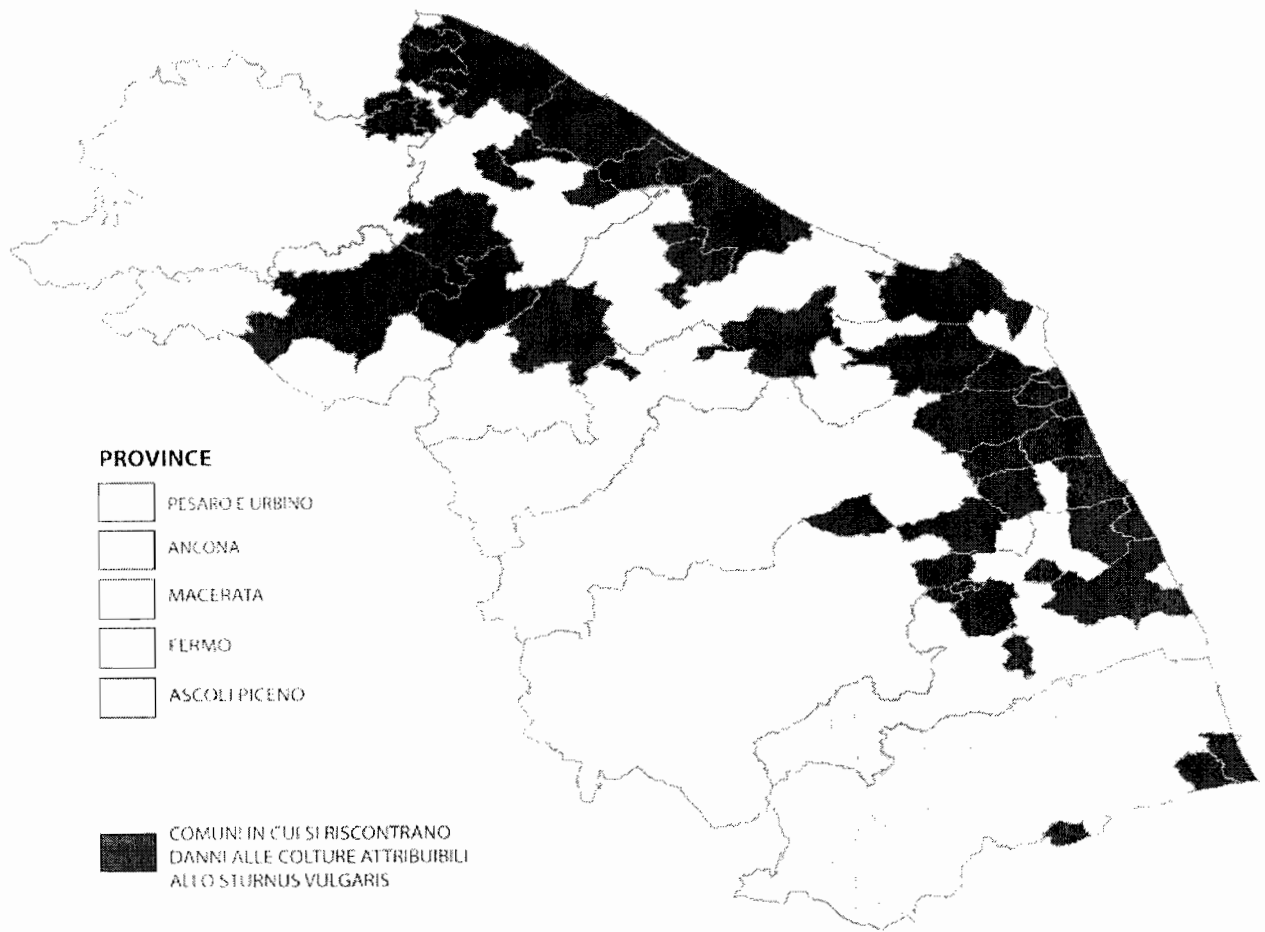 PROVINCE
PESARO E URBINO
ANCONA
MACERATA
FERMO
ASCOLI PICENO
COMUNI IN CUI SI RISCONTRANO
DANNI ALLE COLTURE ATTRIBUIBILI
ALLO STURNUS VULGARIS